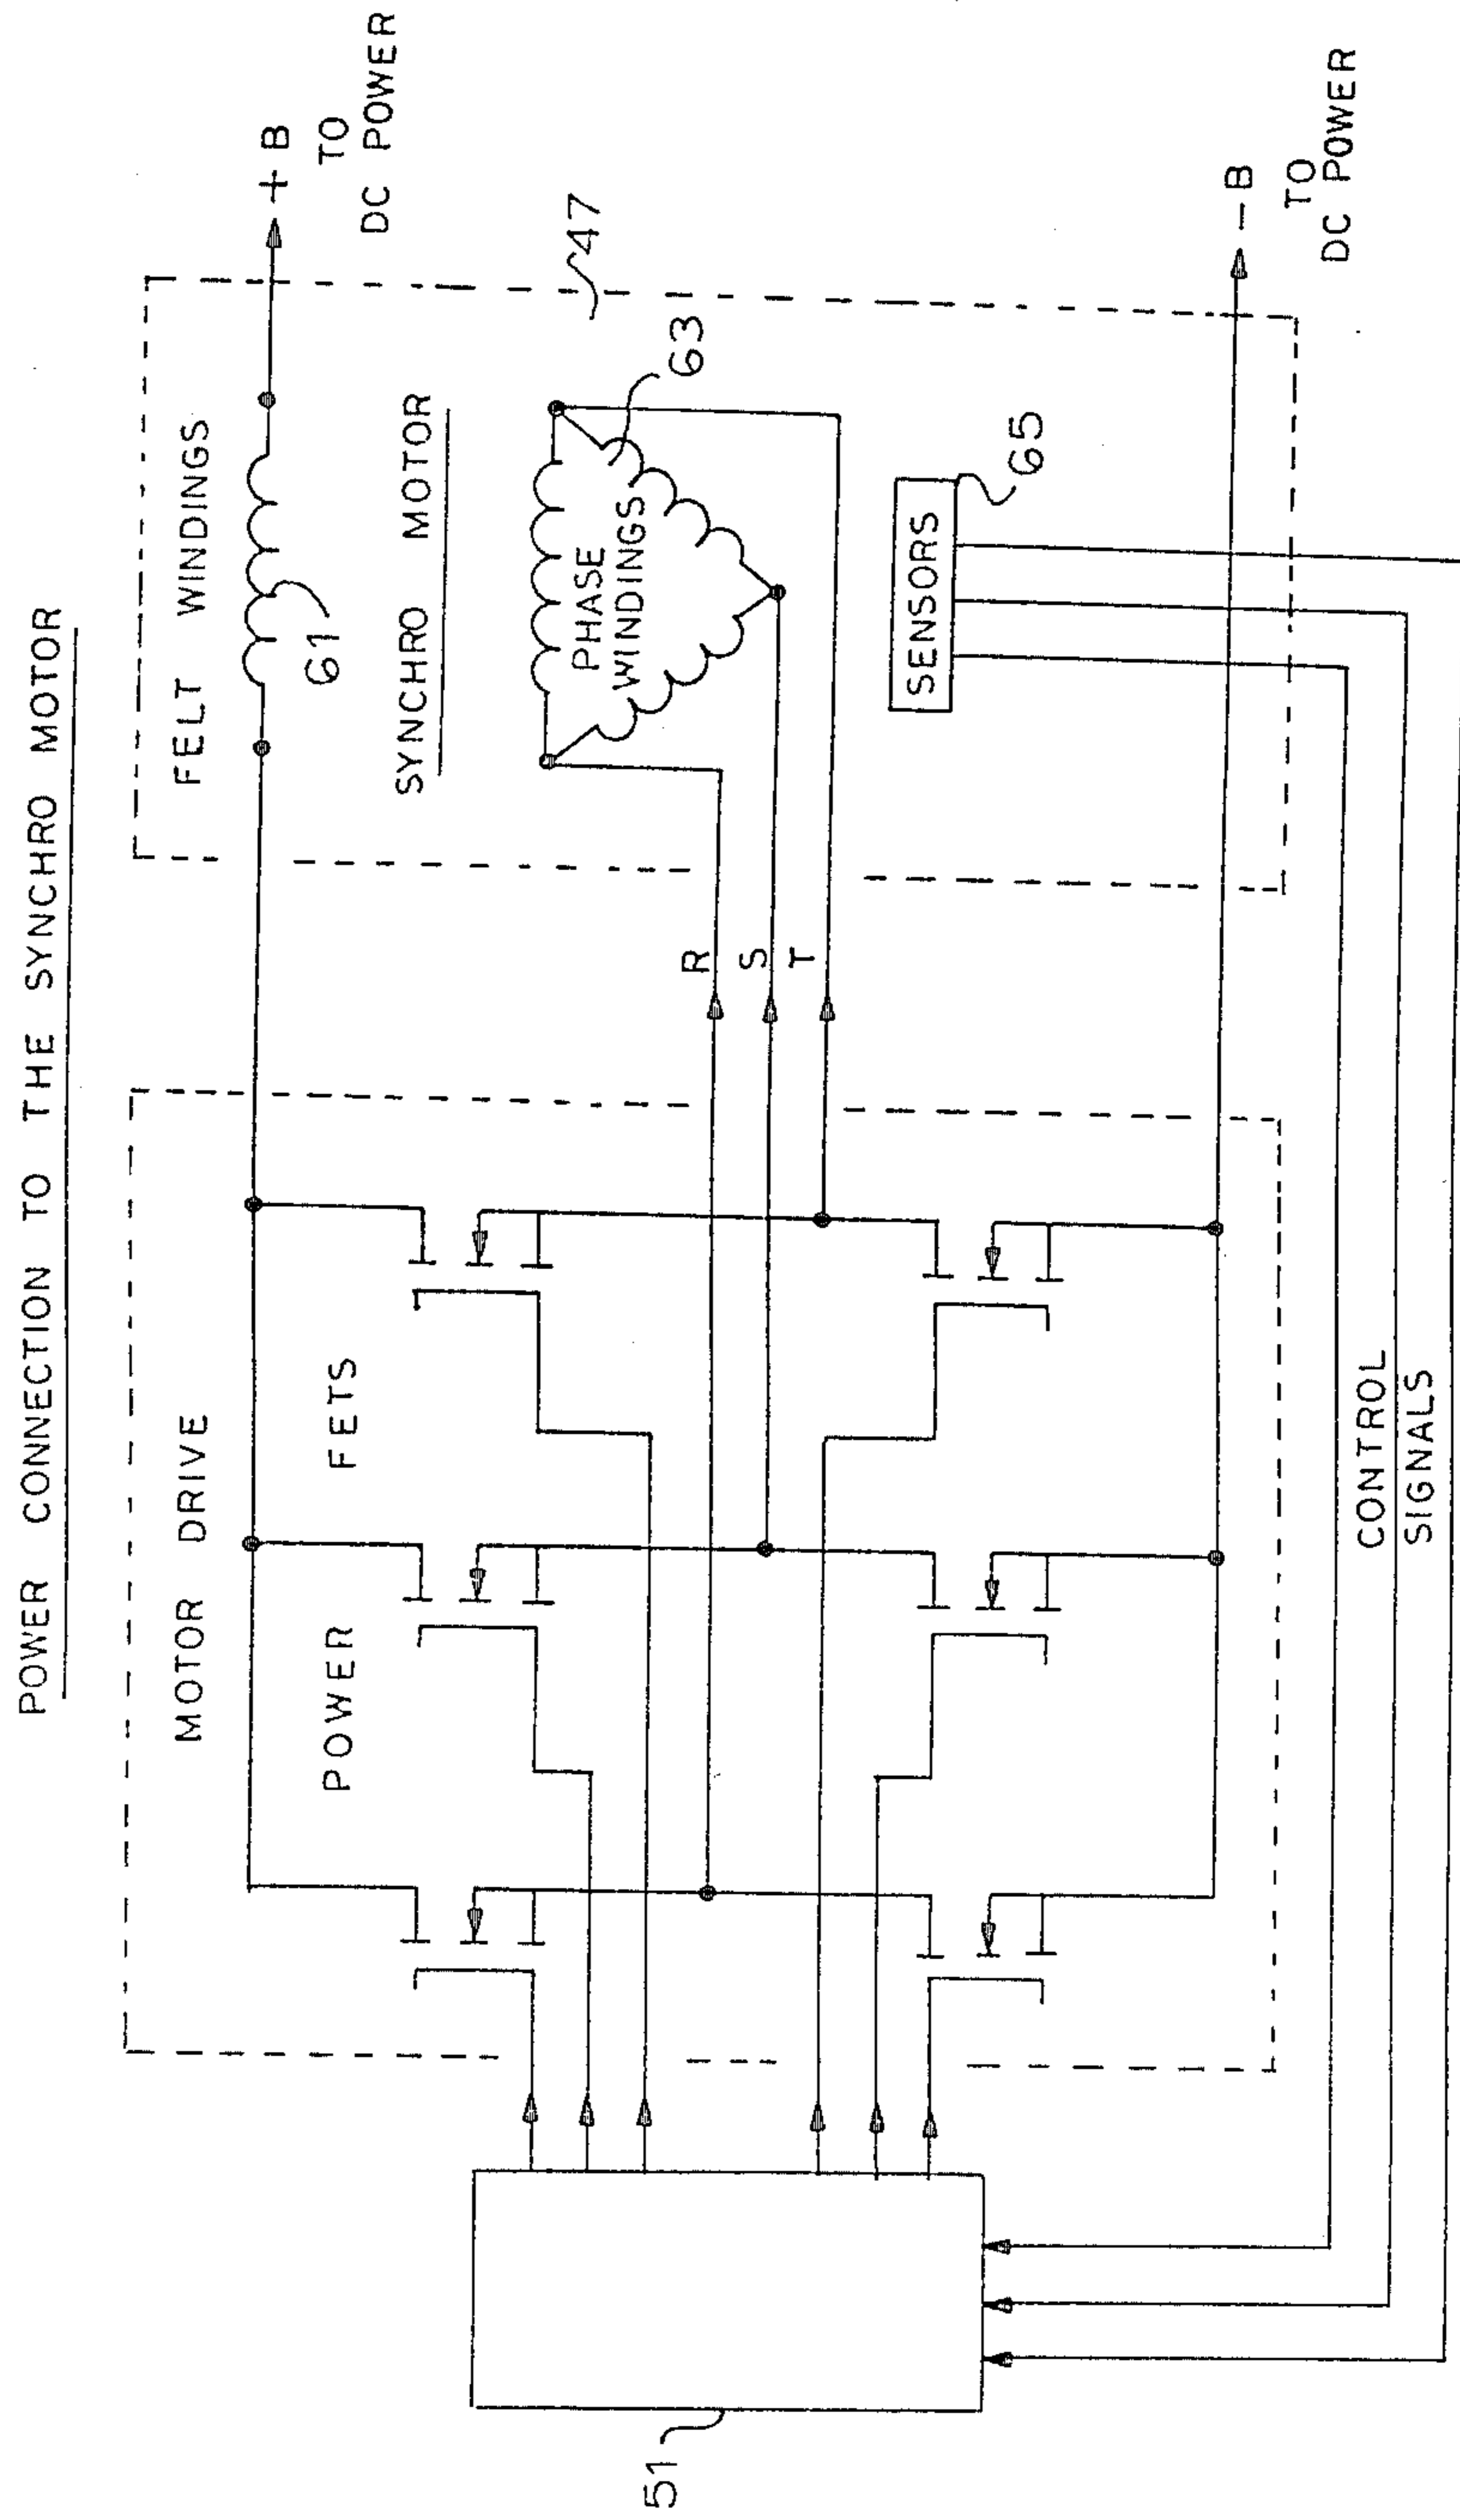 POWER CONNECTION TO THE SYNCHRO MOTOR
MOTOR DRIVE
POWER FETS
FELT WINDINGS
61
+ B
TO
DC POWER
47
SYNCHRO MOTOR
PHASE
WINDINGS
63
R
S
T
SENSORS
65
- B
TO
DC POWER
CONTROL
SIGNALS
51